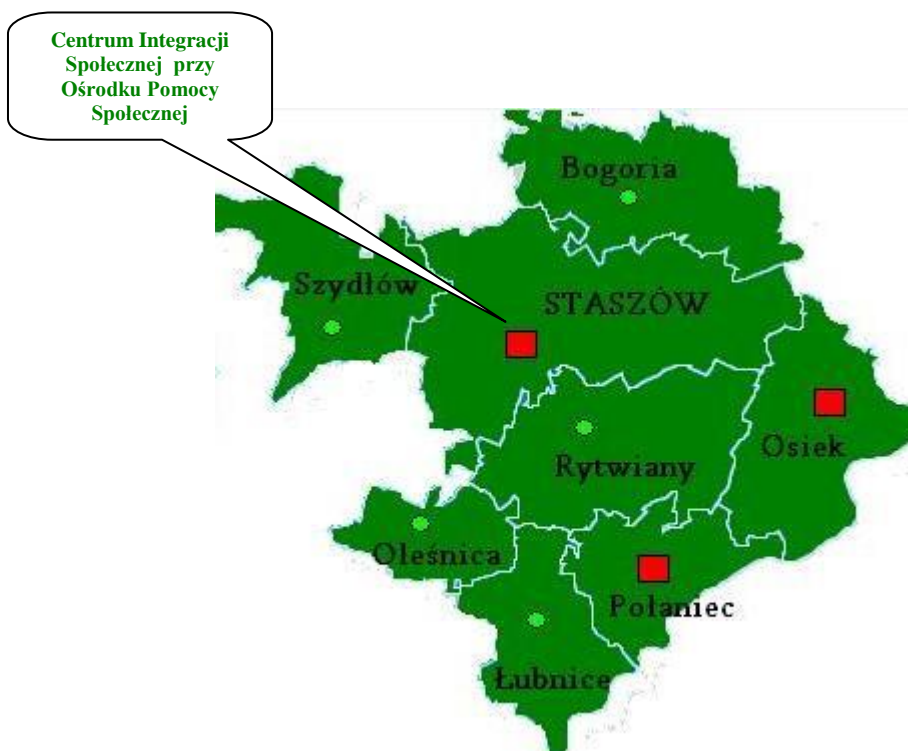 Centrum Integracji
Społecznej przy
Ośrodku Pomocy
Społecznej
Bogoria
Szydłów
STASZÓW
Osiek
Rytwiany
Oleśnica
Połaniec
Łubnice